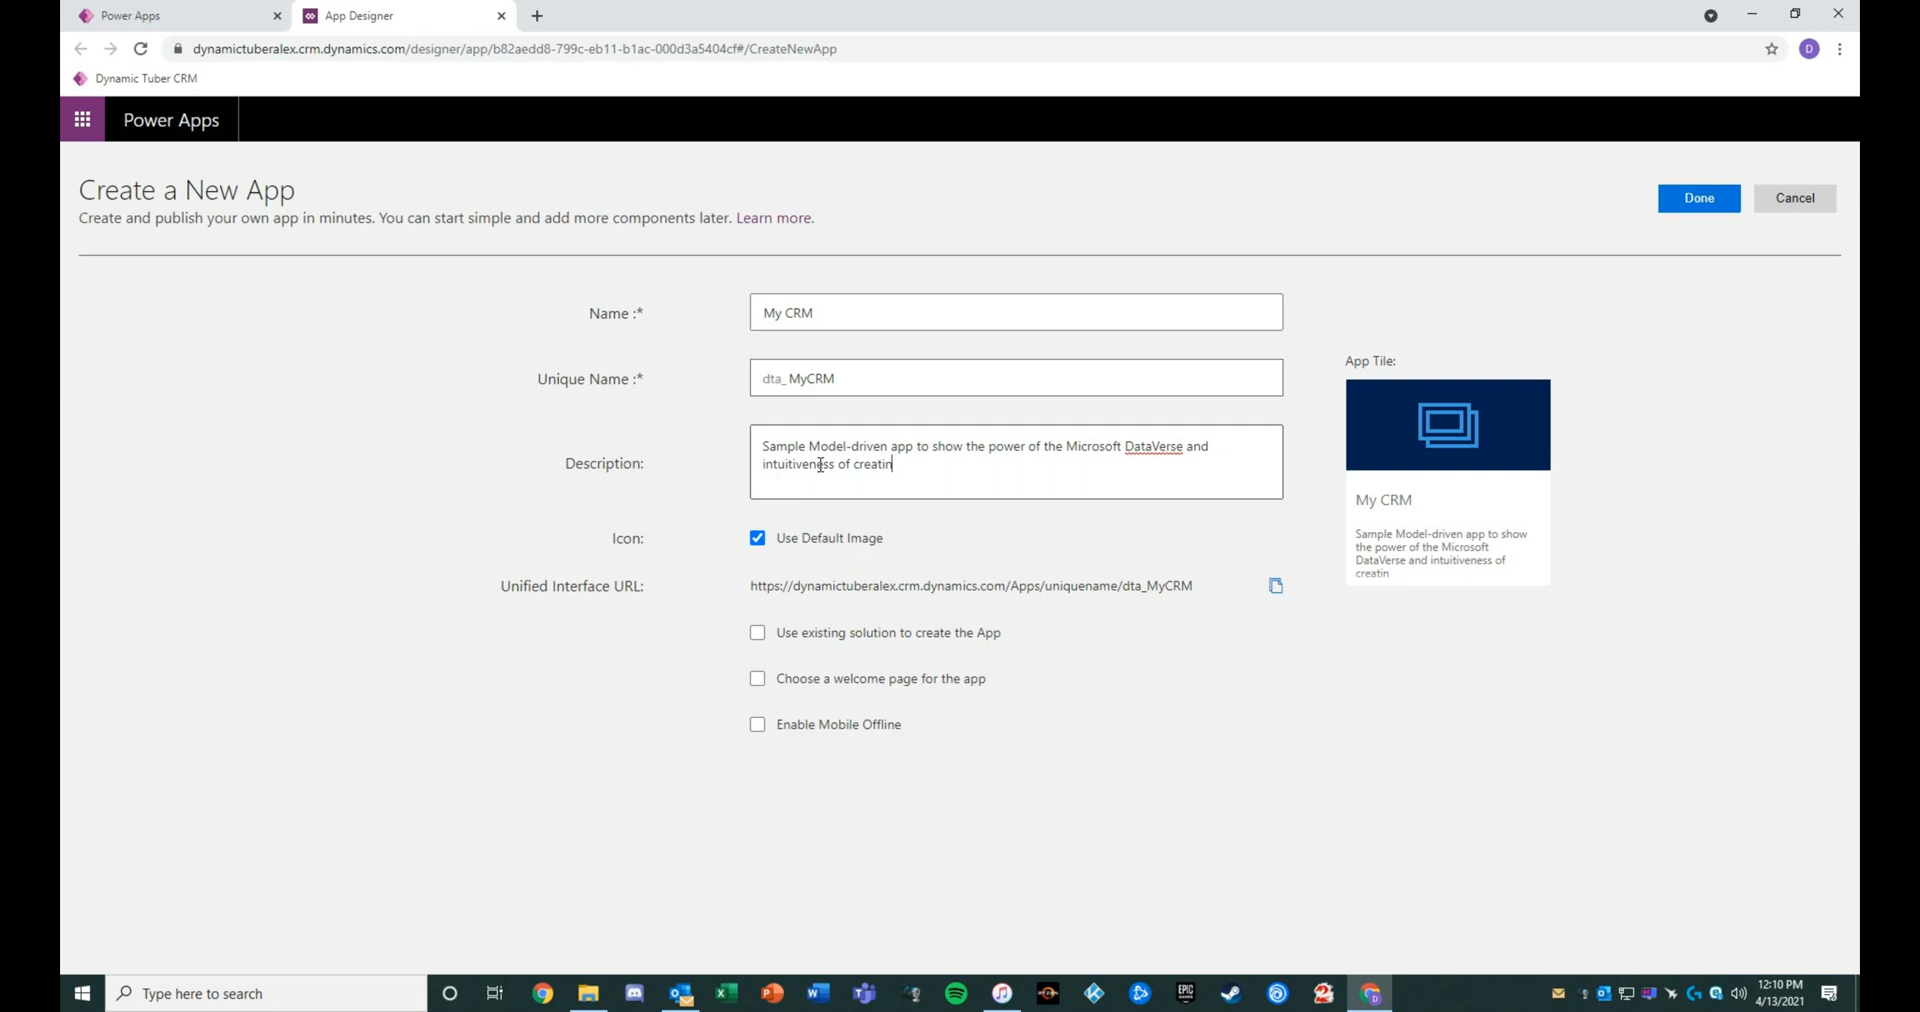 Power Apps
App Designer
dynamictuberalex.crm.dynamics.com/designer/app/b82aedd8-799c-eb11-b1ac-000d3a5404cf#/CreateNewApp
D
Dynamic Tuber CRM
Power Apps
Create a New App
Create and publish your own app in minutes. You can start simple and add more components later. Learn more.
Done
Cancel
Name :*
My CRM
Unique Name :*
dta_ MyCRM
Description:
Sample Model-driven app to show the power of the Microsoft DataVerse and
intuitiveness of creatin
Icon:
Use Default Image
Unified Interface URL:
https://dynamictuberalex.crm.dynamics.com/Apps/uniquename/dta_MyCRM
Use existing solution to create the App
Choose a welcome page for the app
Enable Mobile Offline
App Tile:
My CRM
Sample Model-driven app to show
the power of the Microsoft
DataVerse and intuitiveness of
creatin
Type here to search
EPIC
GAMES
12:10 PM
4/13/2021